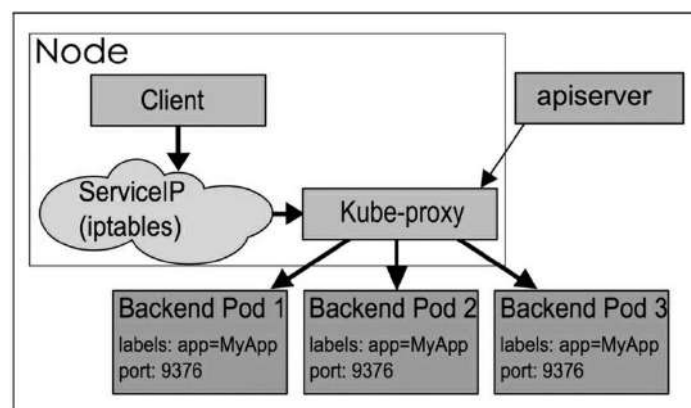 Node
Client
apiserver
ServiceIP
(iptables)
Kube-proxy
Backend Pod 1
labels: app=MyApp
port: 9376
Backend Pod 2
labels: app=MyApp
port: 9376
Backend Pod 3
labels: app=MyApp
port: 9376